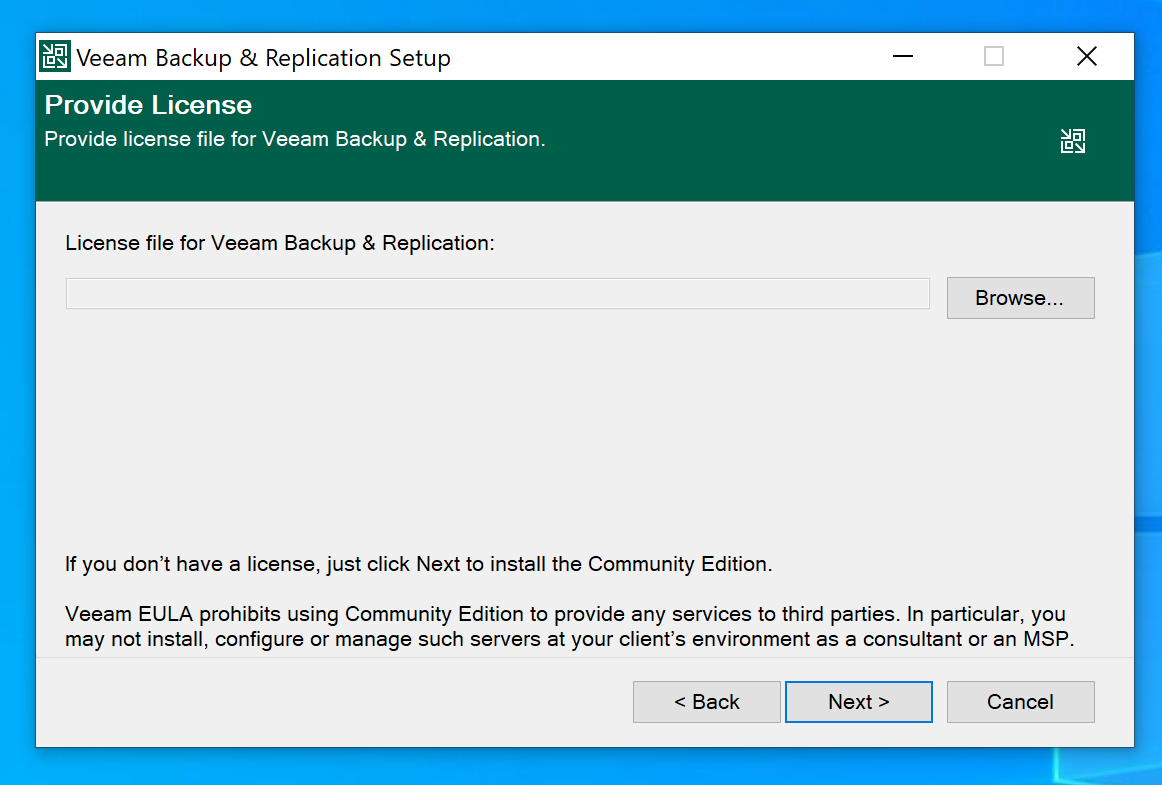 Veeam Backup & Replication Setup
Provide License
Provide license file for Veeam Backup & Replication.
License file for Veeam Backup & Replication:
Browse...
If you don’t have a license, just click Next to install the Community Edition.
Veeam EULA prohibits using Community Edition to provide any services to third parties. In particular, you
may not install, configure or manage such servers at your client’s environment as a consultant or an MSP.
< Back
Next >
Cancel